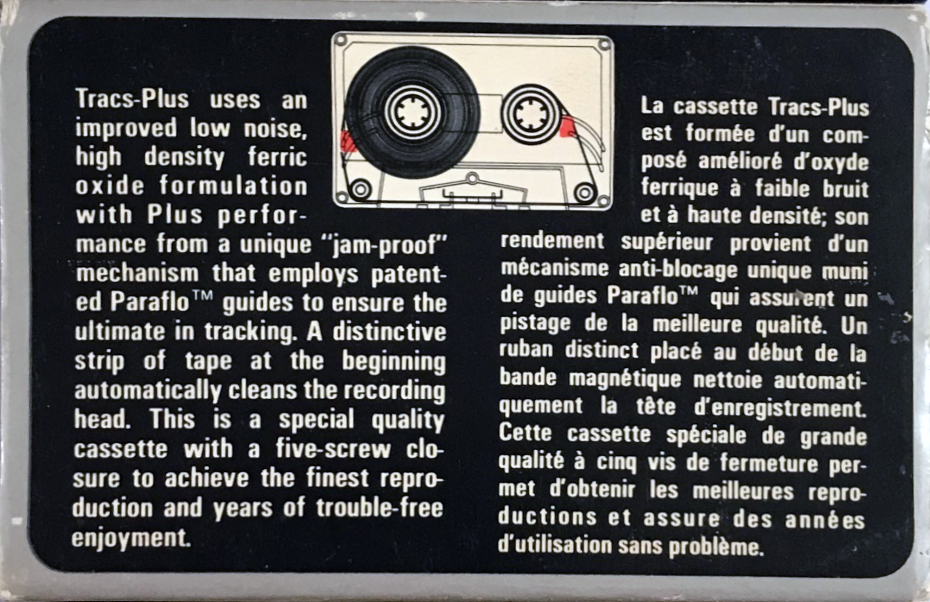 Tracs-Plus uses an
improved low noise,
high density ferric
oxide formulation
with Plus perfor-
mance from a unique "jam-proof"
mechanism that employs patent-
ed Paraflo™ guides to ensure the
ultimate in tracking. A distinctive
strip of tape at the beginning
automatically cleans the recording
head. This is a special quality
cassette with a five-screw clo-
sure to achieve the finest repro-
duction and years of trouble-free
enjoyment.
La cassette Tracs-Plus
est formée d'un com-
posé amélioré d'oxyde
ferrique à faible bruit
et à haute densité; son
rendement supérieur provient d'un
mécanisme anti-blocage unique muni
de guides Paraflo™ qui assurent un
pistage de la meilleure qualité. Un
ruban distinct placé au début de la
bande magnétique nettoie automati-
quement la tête d'enregistrement.
Cette cassette spéciale de grande
qualité à cinq vis de fermeture per-
met d'obtenir les meilleures repro-
ductions et assure des années
d'utilisation sans problème.